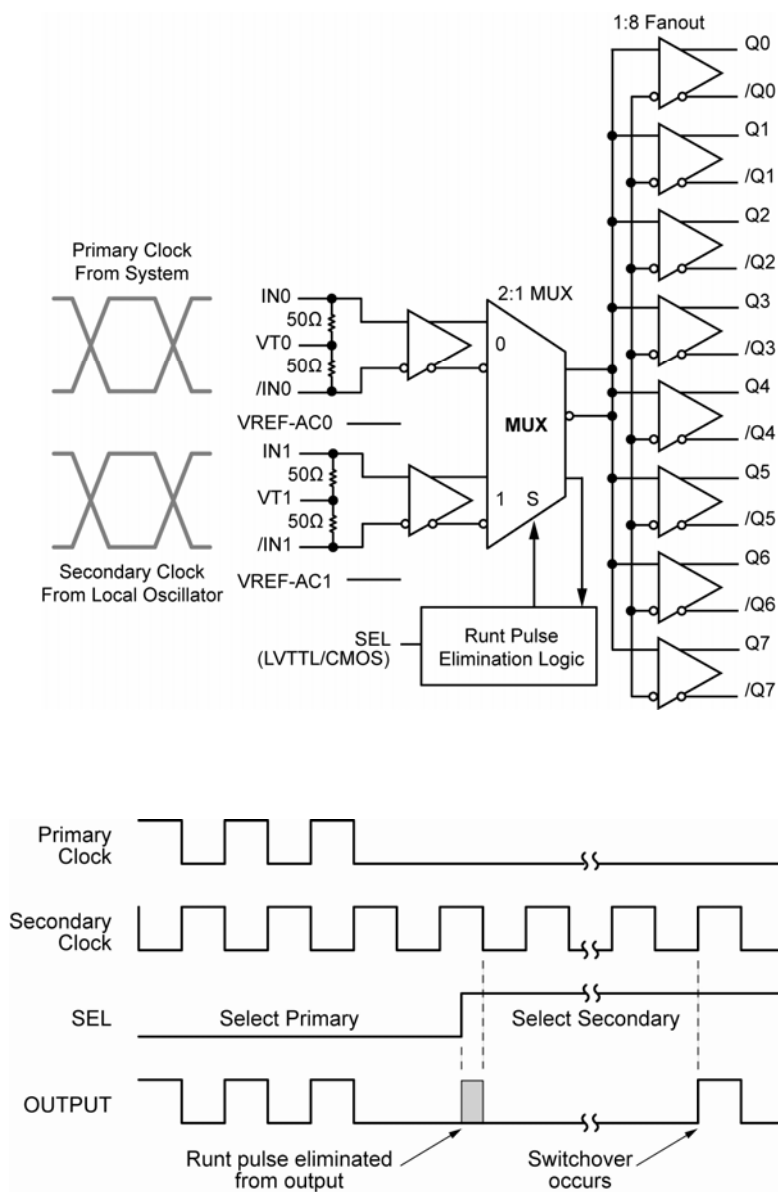 1:8 Fanout
Q0
/Q0
Q1
/Q1
Q2
/Q2
Primary Clock
From System
IN0
50Ω
VT0
50Ω
/IN0
VREF-AC0
2:1 MUX
0
MUX
1 S
Q3
/Q3
Q4
/Q4
IN1
50Ω
VT1
50Ω
/IN1
VREF-AC1
Secondary Clock
From Local Oscillator
Q5
/Q5
Q6
/Q6
SEL
(LVTTL/CMOS)
Runt Pulse
Elimination Logic
Q7
/Q7
Primary
Clock
Secondary
Clock
SEL
Select Primary
Select Secondary
OUTPUT
Runt pulse eliminated
from output
Switchover
occurs